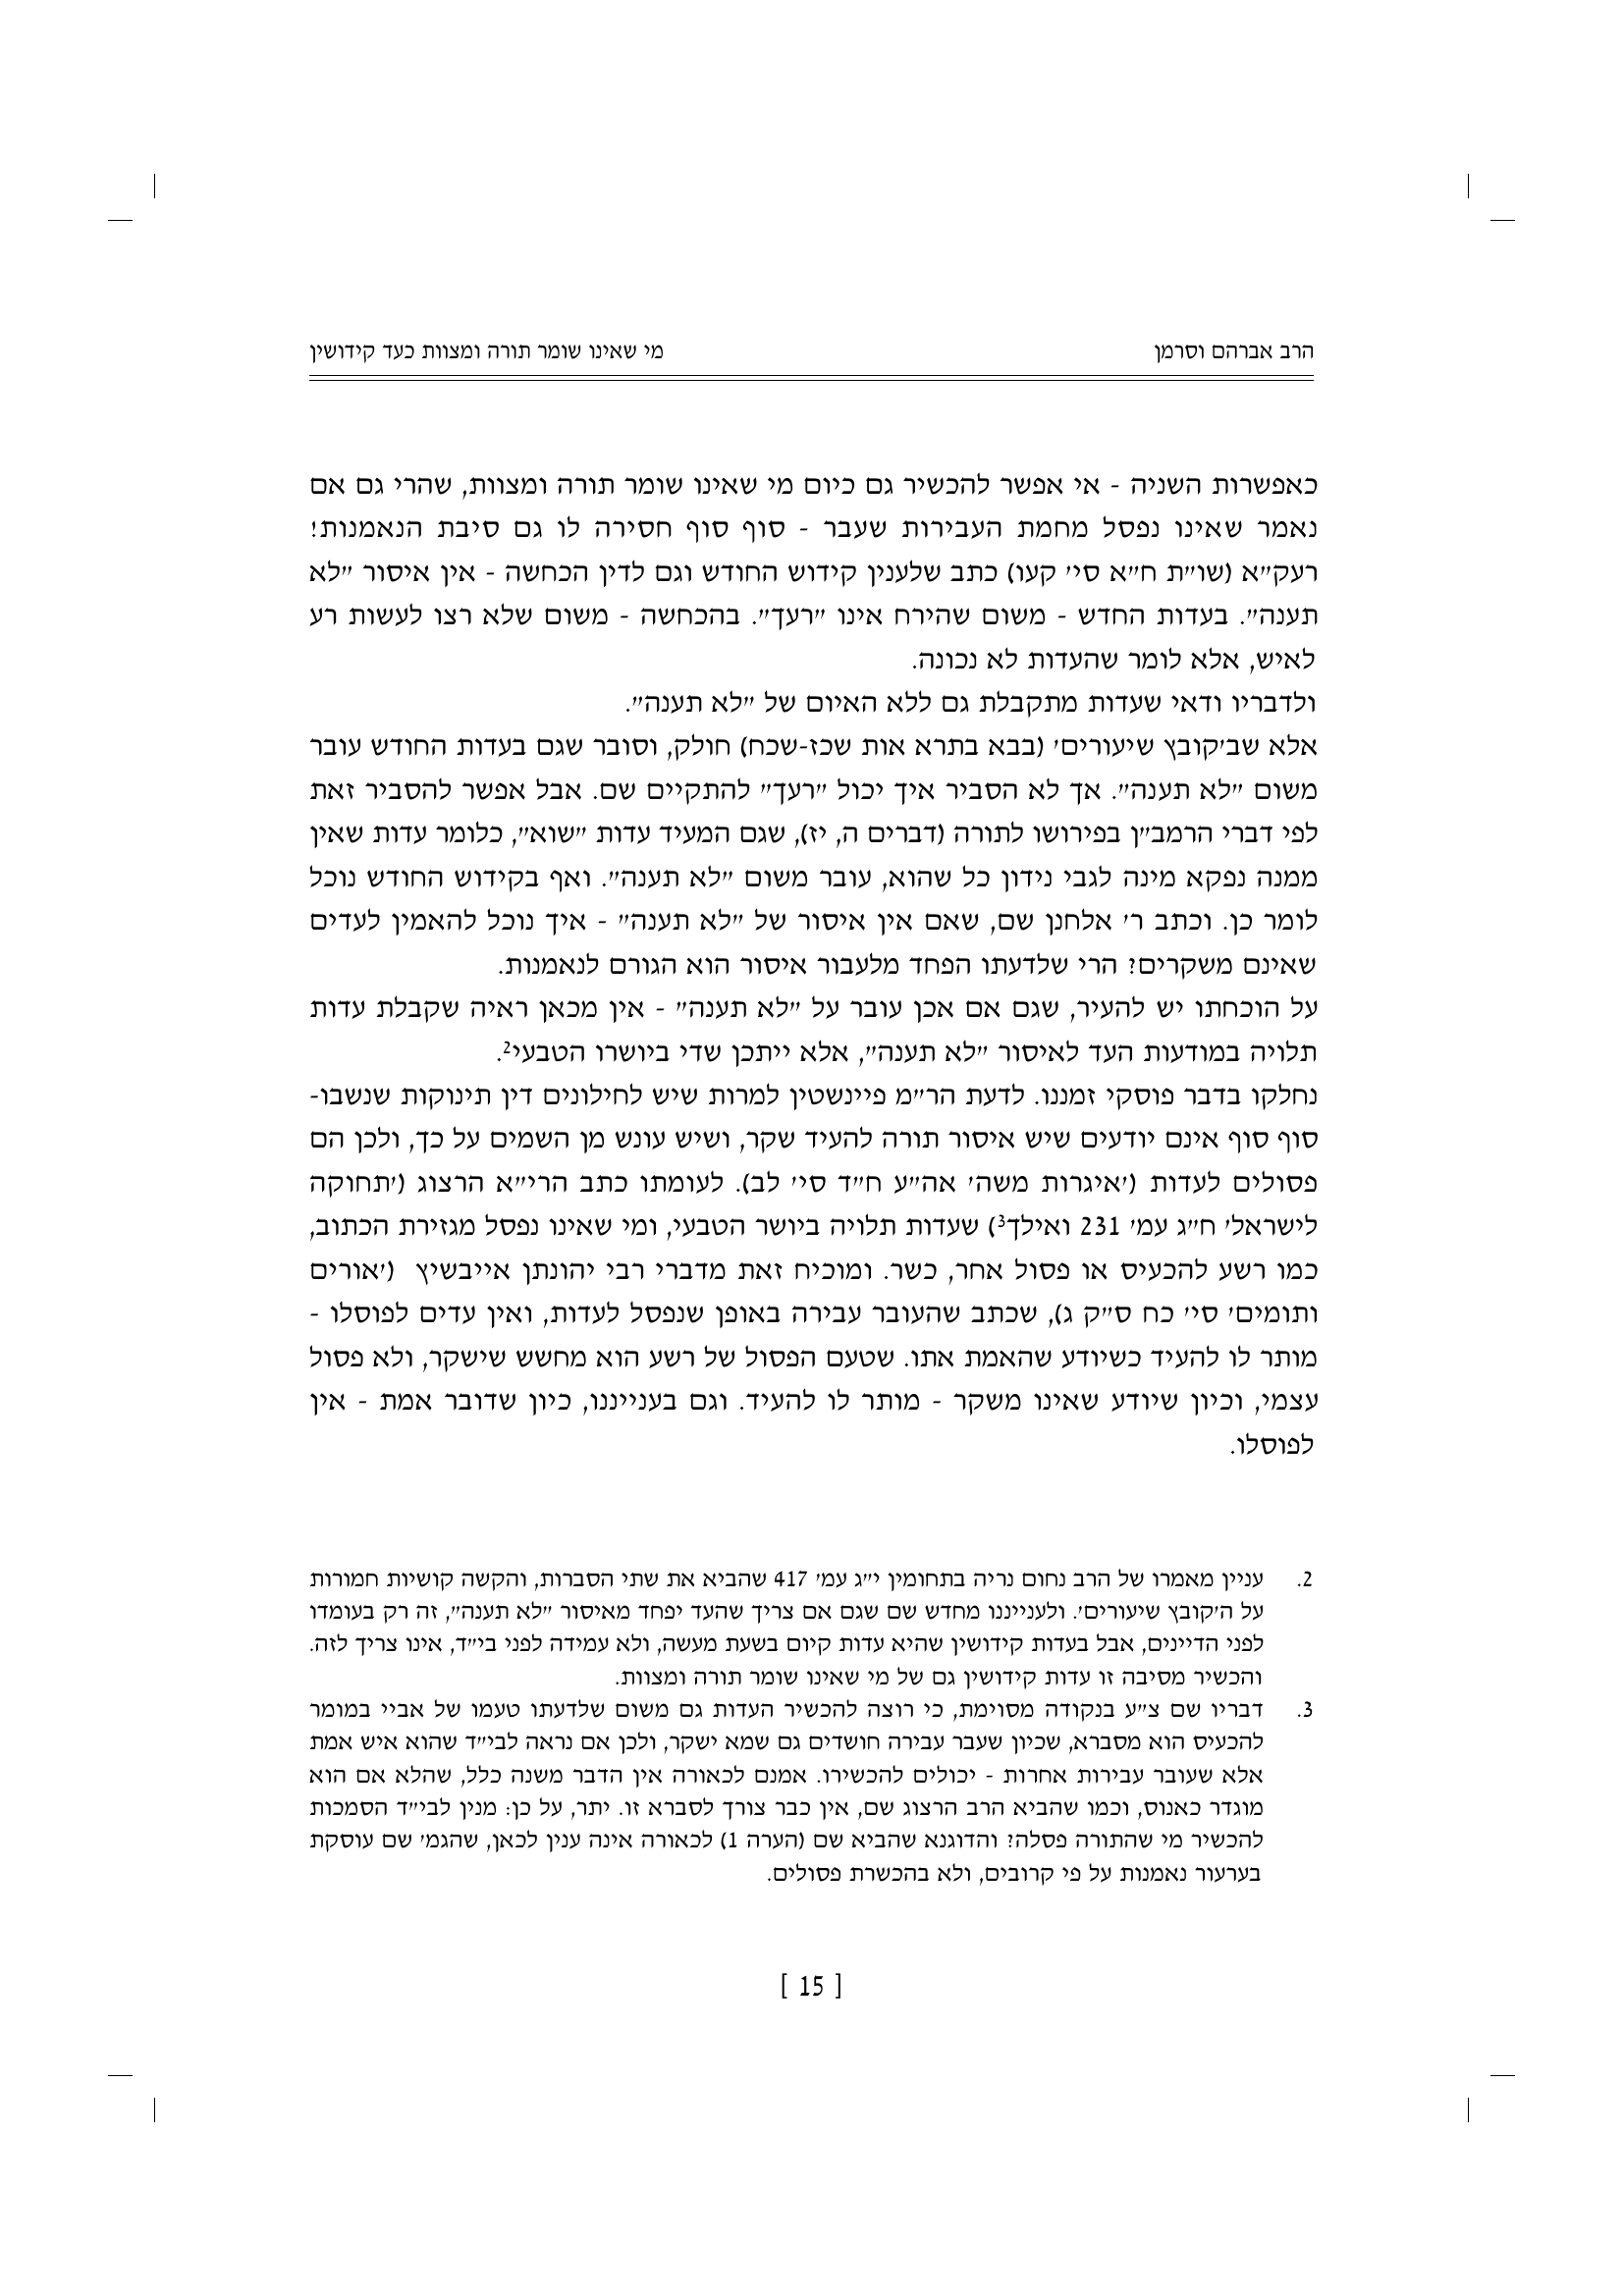 הרב אברהם וסרמן
מי שאינו שומר תורה ומצוות כעד קידושין
כאפשרות השניה - אי אפשר להכשיר גם כיום מי שאינו שומר תורה ומצוות, שהרי גם אם
נאמר שאינו נפסל מחמת העבירות שעבר - סוף סוף חסירה לו גם סיבת הנאמנות!
רעק״א (שו״ת ח״א סי׳ קעו) כתב שלענין קידוש החודש וגם לדין הכחשה - אין איסור ״לא
תענה״. בעדות החדש - משום שהירח אינו ״רעך״. בהכחשה - משום שלא רצו לעשות רע
לאיש, אלא לומר שהעדות לא נכונה.
ולדבריו ודאי שעדות מתקבלת גם ללא האיום של ״לא תענה״.
אלא שב׳קובץ שיעורים׳ (בבא בתרא אות שכז-שכח) חולק, וסובר שגם בעדות החודש עובר
משום ״לא תענה״. אך לא הסביר איך יכול ״רעך״ להתקיים שם. אבל אפשר להסביר זאת
לפי דברי הרמב״ן בפירושו לתורה (דברים ה, יז), שגם המעיד עדות ״שוא״, כלומר עדות שאין
ממנה נפקא מינה לגבי נידון כל שהוא, עובר משום ״לא תענה״. ואף בקידוש החודש נוכל
לומר כן. וכתב ר׳ אלחנן שם, שאם אין איסור של ״לא תענה״ - איך נוכל להאמין לעדים
שאינם משקרים? הרי שלדעתו הפחד מלעבור איסור הוא הגורם לנאמנות.
על הוכחתו יש להעיר, שגם אם אכן עובר על ״לא תענה״ - אין מכאן ראיה שקבלת עדות
תלויה במודעות העד לאיסור ״לא תענה״, אלא ייתכן שדי ביושרו הטבעי².
נחלקו בדבר פוסקי זמננו. לדעת הר״מ פיינשטין למרות שיש לחילונים דין תינוקות שנשבו-
סוף סוף אינם יודעים שיש איסור תורה להעיד שקר, ושיש עונש מן השמים על כך, ולכן הם
פסולים לעדות (׳איגרות משה׳ אה״ע ח״ד סי׳ לב). לעומתו כתב הרי״א הרצוג (׳תחוקה
לישראל׳ ח״ג עמ׳ 231 ואילך³) שעדות תלויה ביושר הטבעי, ומי שאינו נפסל מגזירת הכתוב,
כמו רשע להכעיס או פסול אחר, כשר. ומוכיח זאת מדברי רבי יהונתן אייבשיץ (׳אורים
ותומים׳ סי׳ כח ס״ק ג), שכתב שהעובר עבירה באופן שנפסל לעדות, ואין עדים לפוסלו -
מותר לו להעיד כשיודע שהאמת אתו. שטעם הפסול של רשע הוא מחשש שישקר, ולא פסול
עצמי, וכיון שיודע שאינו משקר - מותר לו להעיד. וגם בענייננו, כיון שדובר אמת - אין
לפוסלו.
2. עניין מאמרו של הרב נחום נריה בתחומין י״ג עמ׳ 417 שהביא את שתי הסברות, והקשה קושיות חמורות
על ה׳קובץ שיעורים׳. ולענייננו מחדש שם שגם אם צריך שהעד יפחד מאיסור ״לא תענה״, זה רק בעומדו
לפני הדיינים, אבל בעדות קידושין שהיא עדות קיום בשעת מעשה, ולא עמידה לפני בי״ד, אינו צריך לזה.
והכשיר מסיבה זו עדות קידושין גם של מי שאינו שומר תורה ומצוות.
3. דבריו שם צ״ע בנקודה מסוימת, כי רוצה להכשיר העדות גם משום שלדעתו טעמו של אביי במומר
להכעיס הוא מסברא, שכיון שעבר עבירה חושדים גם שמא ישקר, ולכן אם נראה לבי״ד שהוא איש אמת
אלא שעובר עבירות אחרות - יכולים להכשירו. אמנם לכאורה אין הדבר משנה כלל, שהלא אם הוא
מוגדר כאנוס, וכמו שהביא הרב הרצוג שם, אין כבר צורך לסברא זו. יתר, על כן: מנין לבי״ד הסמכות
להכשיר מי שהתורה פסלה? והדוגנא שהביא שם (הערה 1) לכאורה אינה ענין לכאן, שהגמ׳ שם עוסקת
בערעור נאמנות על פי קרובים, ולא בהכשרת פסולים.
[ 15 ]